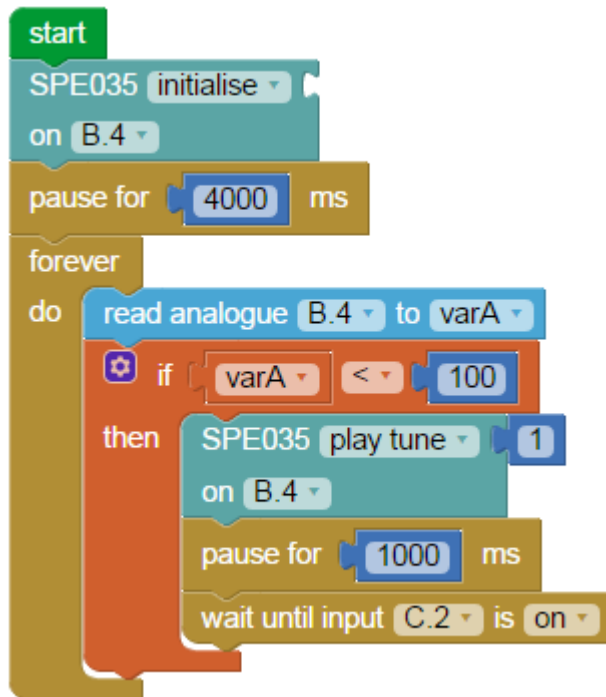 start
SPE035 initialise
on B.4
pause for 4000 ms
forever
do read analogue B.4 to varA
if varA < 100
then SPE035 play tune 1
on B.4
pause for 1000 ms
wait until input C.2 is on